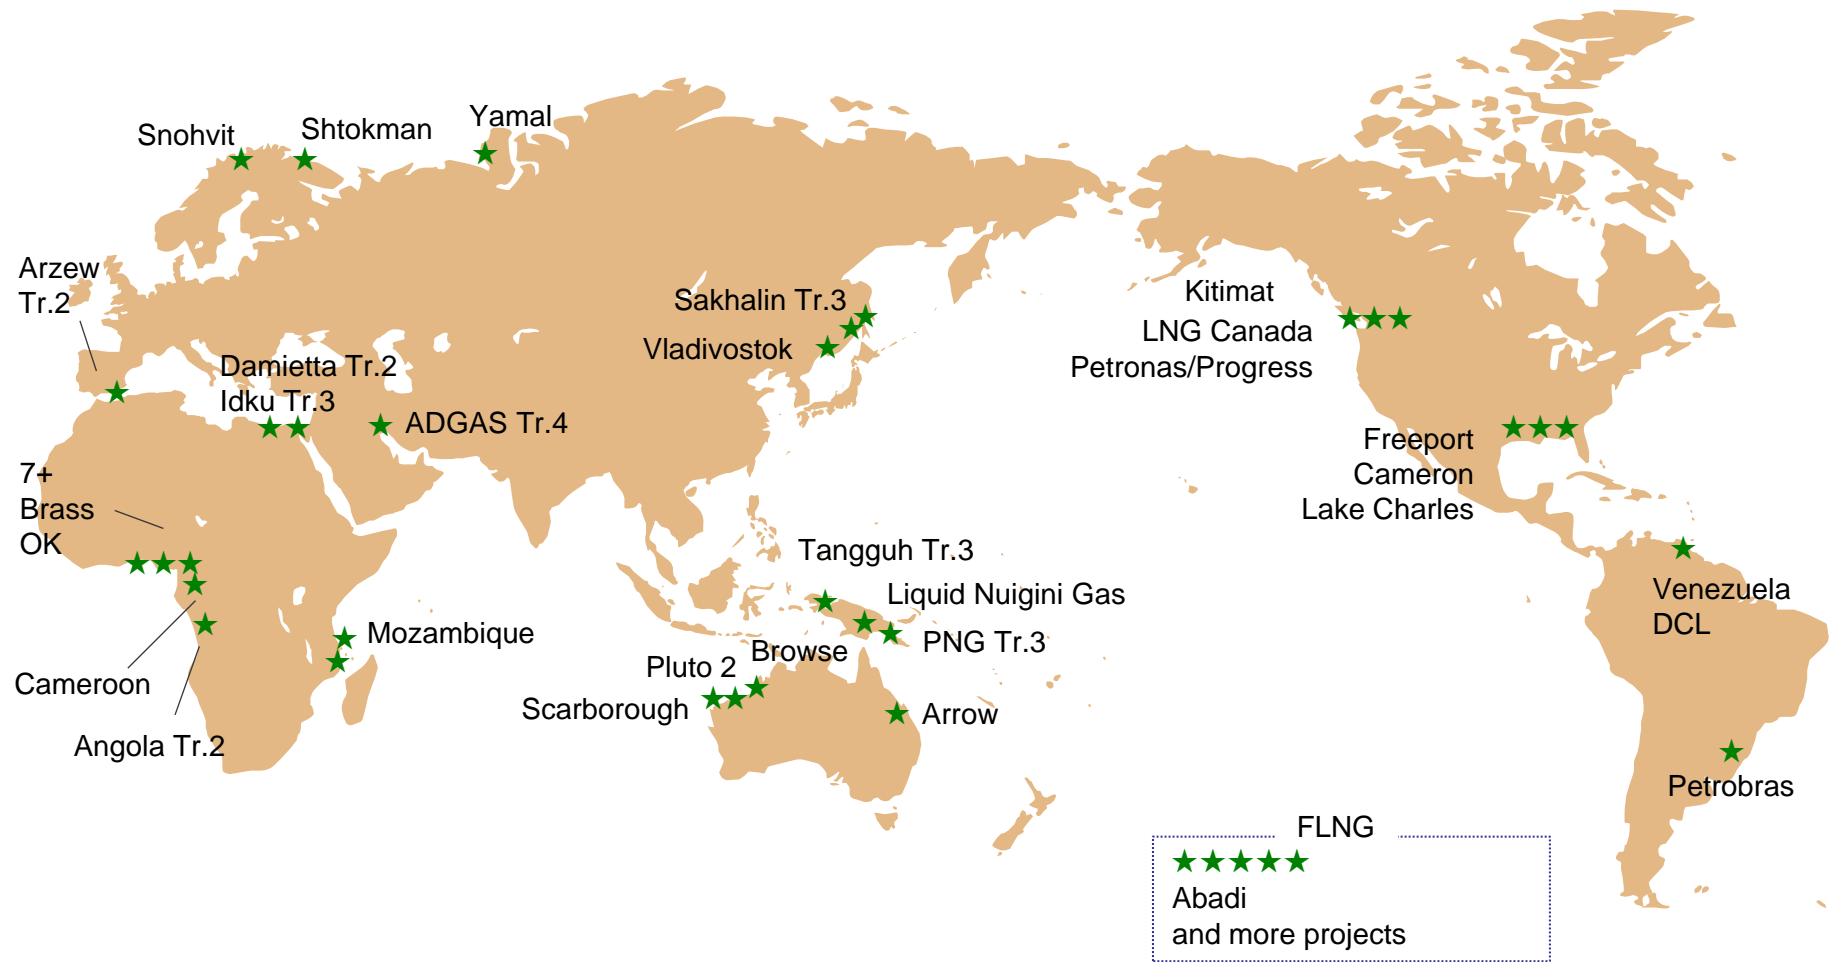 Yamal
Shtokman
Snohvit
Arzew
Tr.2
Sakhalin Tr.3
Kitimat
LNG Canada
Vladivostok
Petronas/Progress
Damietta Tr.2
Idku Tr.3
ADGAS Tr.4
Freeport
Cameron
Lake Charles
7+
Brass
OK
Tangguh Tr.3
Liquid Nuigini Gas
Venezuela
DCL
Mozambique
PNG Tr.3
Browse
Pluto 2
Cameroon
Scarborough
Arrow
Angola Tr.2
Petrobras
FLNG
Abadi
and more projects